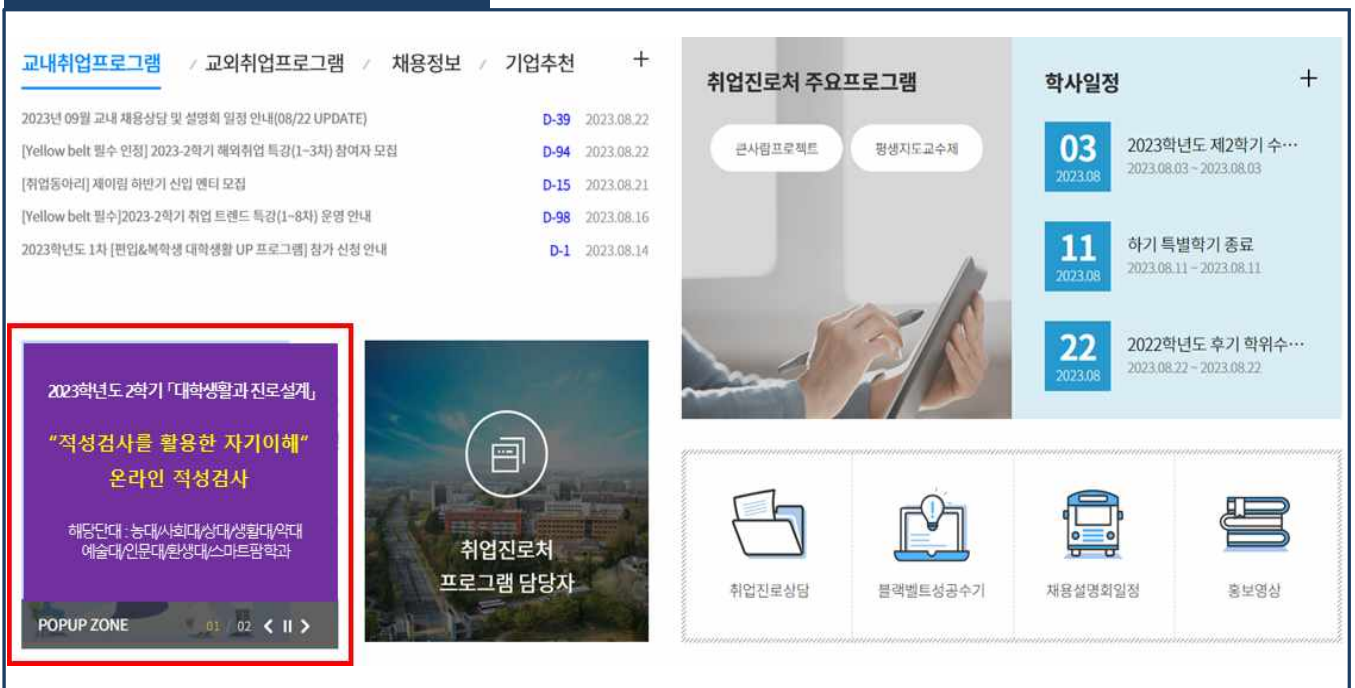 교내취업프로그램 / 교외취업프로그램 / 채용정보 / 기업추천 +
2023년 09월 교내 채용상담 및 설명회 일정 안내(08/22 UPDATE) D-39 2023.08.22
[Yellow belt 필수 인정] 2023-2학기 해외취업 특강(1~3차) 참여자 모집 D-94 2023.08.22
[취업동아리] 제이림 하반기 신입 멘티 모집 D-15 2023.08.21
[Yellow belt 필수]2023-2학기 취업 트렌드 특강(1~8차) 운영 안내 D-98 2023.08.16
2023학년도 1차 [편입&복학생 대학생활 UP 프로그램] 참가 신청 안내 D-1 2023.08.14
취업진로처 주요프로그램
큰사람프로젝트 평생지도교수제
학사일정 +
03
2023.08
2023학년도 제2학기 수…
2023.08.03 ~ 2023.08.03
11
2023.08
하기 특별학기 종료
2023.08.11 ~ 2023.08.11
22
2023.08
2022학년도 후기 학위수…
2023.08.22 ~ 2023.08.22
2023학년도 2학기 「대학생활과 진로설계」
“적성검사를 활용한 자기이해“
온라인 적성검사
해당단대 : 농대/사회대/상대/생활대/약대
예술대/인문대/환생대/스마트팜학과
POPUP ZONE 01 / 02
취업진로처
프로그램 담당자
취업진로상담
블랙벨트성공수기
채용설명회일정
홍보영상